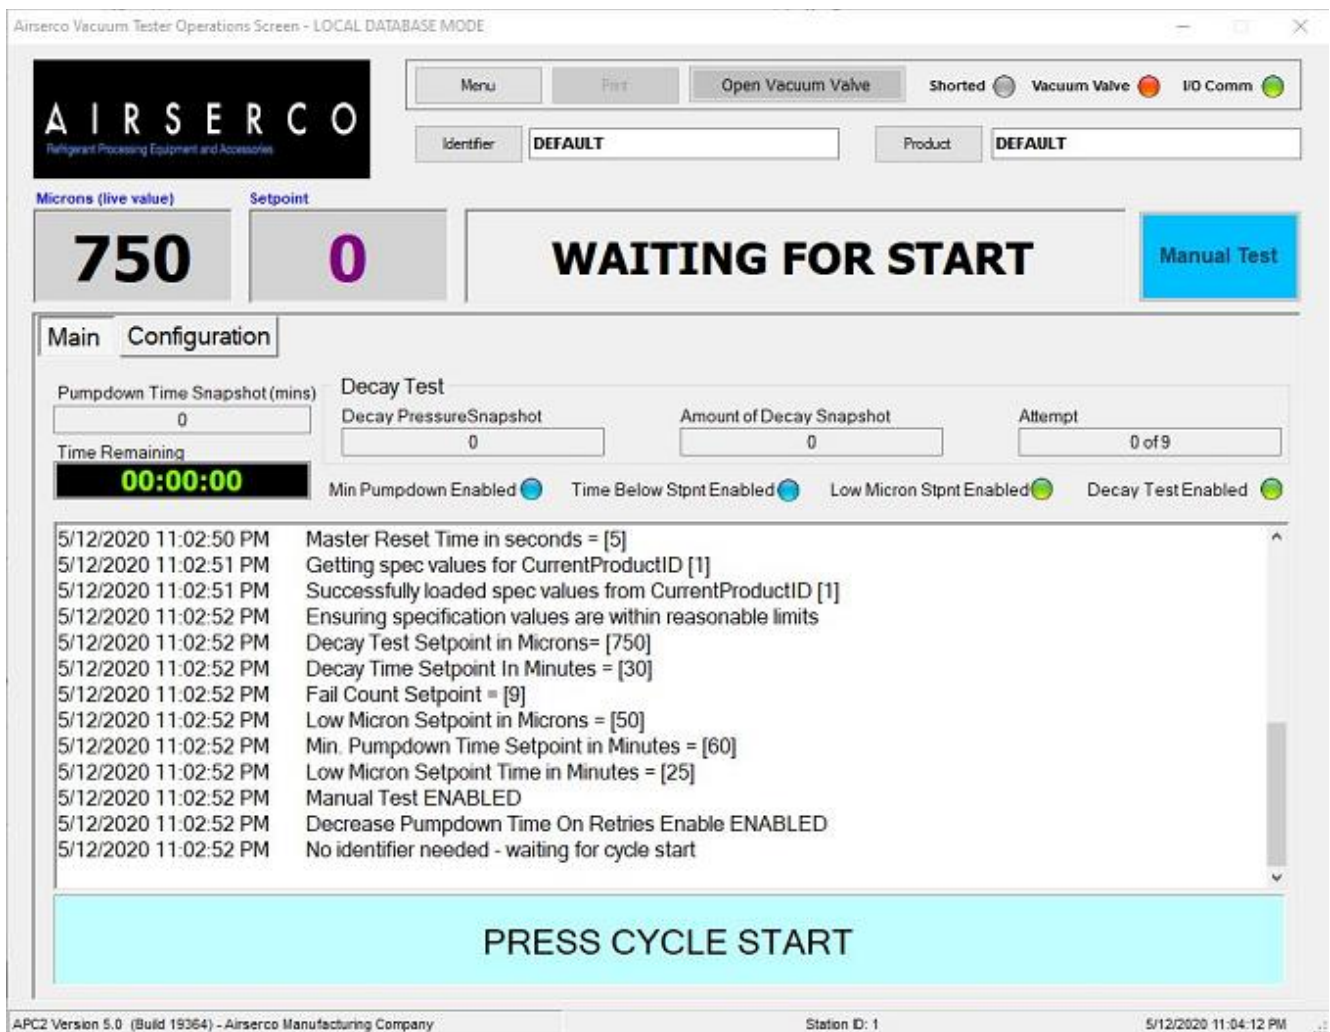 Airserco Vacuum Tester Operations Screen - LOCAL DATABASE MODE
AIRSERCO
Refrigerant Processing Equipment and Accessories
Menu Print Open Vacuum Valve Shorted Vacuum Valve I/O Comm
Identifier DEFAULT Product DEFAULT
Microns (live value) Setpoint
750 0 WAITING FOR START Manual Test
Main Configuration
Pumpdown Time Snapshot (mins) Decay Test
Decay PressureSnapshot Amount of Decay Snapshot Attempt
0 0 0 0 of 9
Time Remaining
00:00:00
Min Pumpdown Enabled Time Below Stpnt Enabled Low Micron Stpnt Enabled Decay Test Enabled
5/12/2020 11:02:50 PM Master Reset Time in seconds = [5]
5/12/2020 11:02:51 PM Getting spec values for CurrentProductID [1]
5/12/2020 11:02:51 PM Successfully loaded spec values from CurrentProductID [1]
5/12/2020 11:02:52 PM Ensuring specification values are within reasonable limits
5/12/2020 11:02:52 PM Decay Test Setpoint in Microns= [750]
5/12/2020 11:02:52 PM Decay Time Setpoint In Minutes = [30]
5/12/2020 11:02:52 PM Fail Count Setpoint = [9]
5/12/2020 11:02:52 PM Low Micron Setpoint in Microns = [50]
5/12/2020 11:02:52 PM Min. Pumpdown Time Setpoint in Minutes = [60]
5/12/2020 11:02:52 PM Low Micron Setpoint Time in Minutes = [25]
5/12/2020 11:02:52 PM Manual Test ENABLED
5/12/2020 11:02:52 PM Decrease Pumpdown Time On Retries Enable ENABLED
5/12/2020 11:02:52 PM No identifier needed - waiting for cycle start
PRESS CYCLE START
APC2 Version 5.0 (Build 19364) - Airserco Manufacturing Company Station ID: 1 5/12/2020 11:04:12 PM